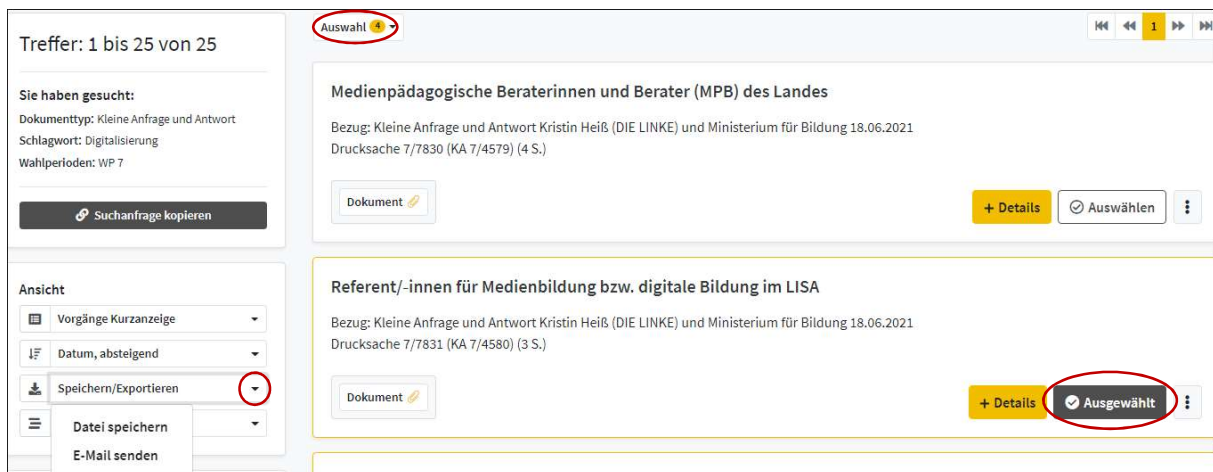 Treffer: 1 bis 25 von 25
Sie haben gesucht:
Dokumenttyp: Kleine Anfrage und Antwort
Schlagwort: Digitalisierung
Wahlperioden: WP 7
Suchanfrage kopieren
Ansicht
Vorgänge Kurzanzeige
Datum, absteigend
Speichern/Exportieren
Datei speichern
E-Mail senden
Auswahl 4
1
Medienpädagogische Beraterinnen und Berater (MPB) des Landes
Bezug: Kleine Anfrage und Antwort Kristin Heiß (DIE LINKE) und Ministerium für Bildung 18.06.2021
Drucksache 7/7830 (KA 7/4579) (4 S.)
Dokument
+ Details Auswählen
Referent/-innen für Medienbildung bzw. digitale Bildung im LISA
Bezug: Kleine Anfrage und Antwort Kristin Heiß (DIE LINKE) und Ministerium für Bildung 18.06.2021
Drucksache 7/7831 (KA 7/4580) (3 S.)
Dokument
+ Details Ausgewählt